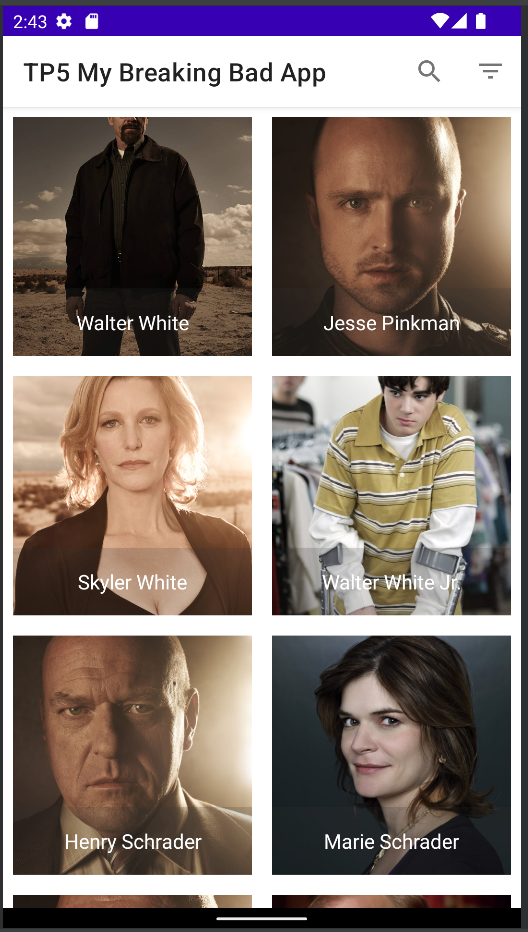 2:43
TP5 My Breaking Bad App
Walter White
Jesse Pinkman
Skyler White
Walter White Jr.
Henry Schrader
Marie Schrader